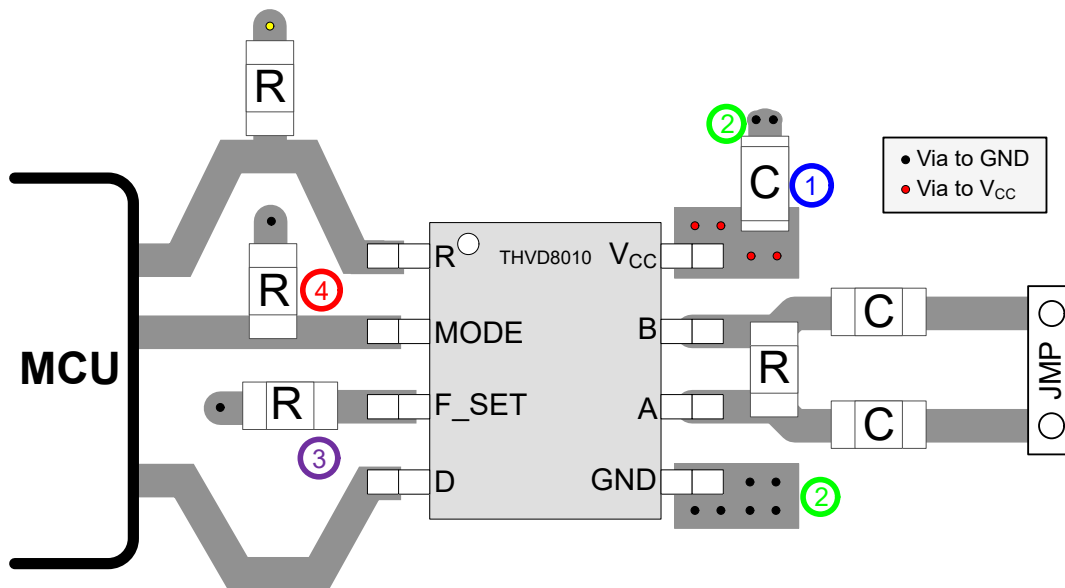 R
2
C
1
Via to GND
Via to VCC
R
4
R
THVD8010
VCC
MODE
B
C
MCU
R
JMP
R
F_SET
A
C
3
D
GND
2